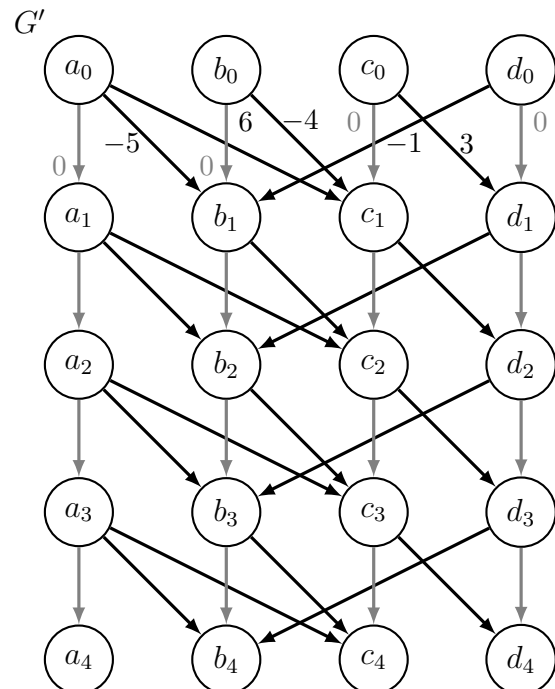 G′
a₀ b₀ c₀ d₀
−5 6 −4 0 −1 3 0
0 0
a₁ b₁ c₁ d₁
a₂ b₂ c₂ d₂
a₃ b₃ c₃ d₃
a₄ b₄ c₄ d₄